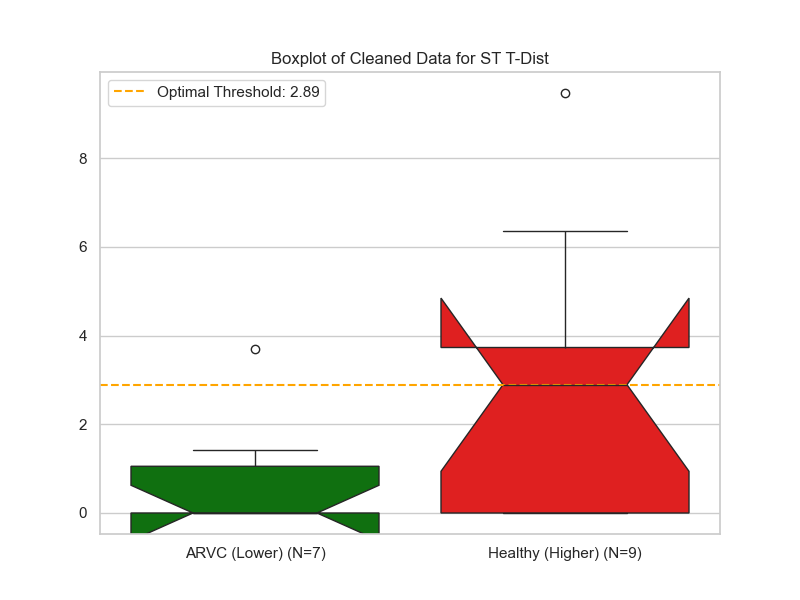 Boxplot of Cleaned Data for ST T-Dist
Optimal Threshold: 2.89
8
6
4
2
0
ARVC (Lower) (N=7)
Healthy (Higher) (N=9)